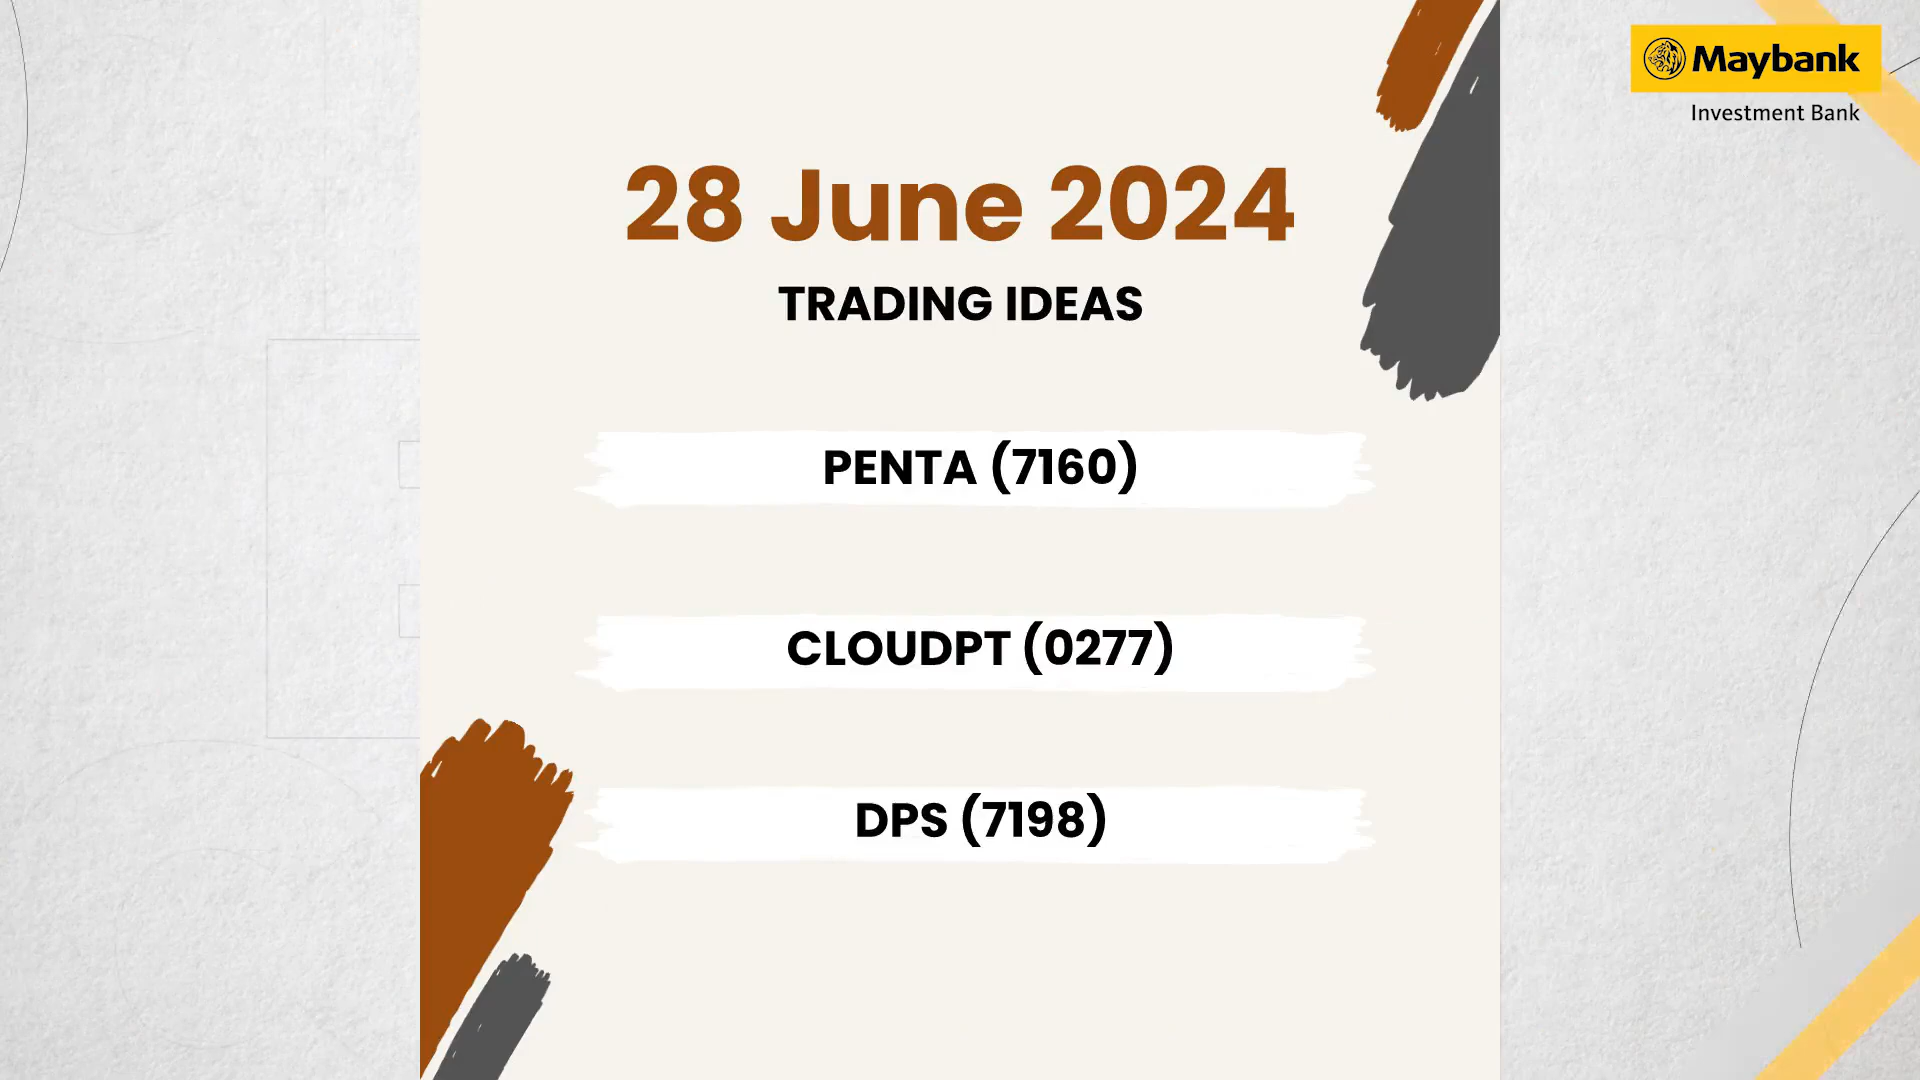 Maybank
Investment Bank
28 June 2024
TRADING IDEAS
PENTA (7160)
CLOUDPT (0277)
DPS (7198)